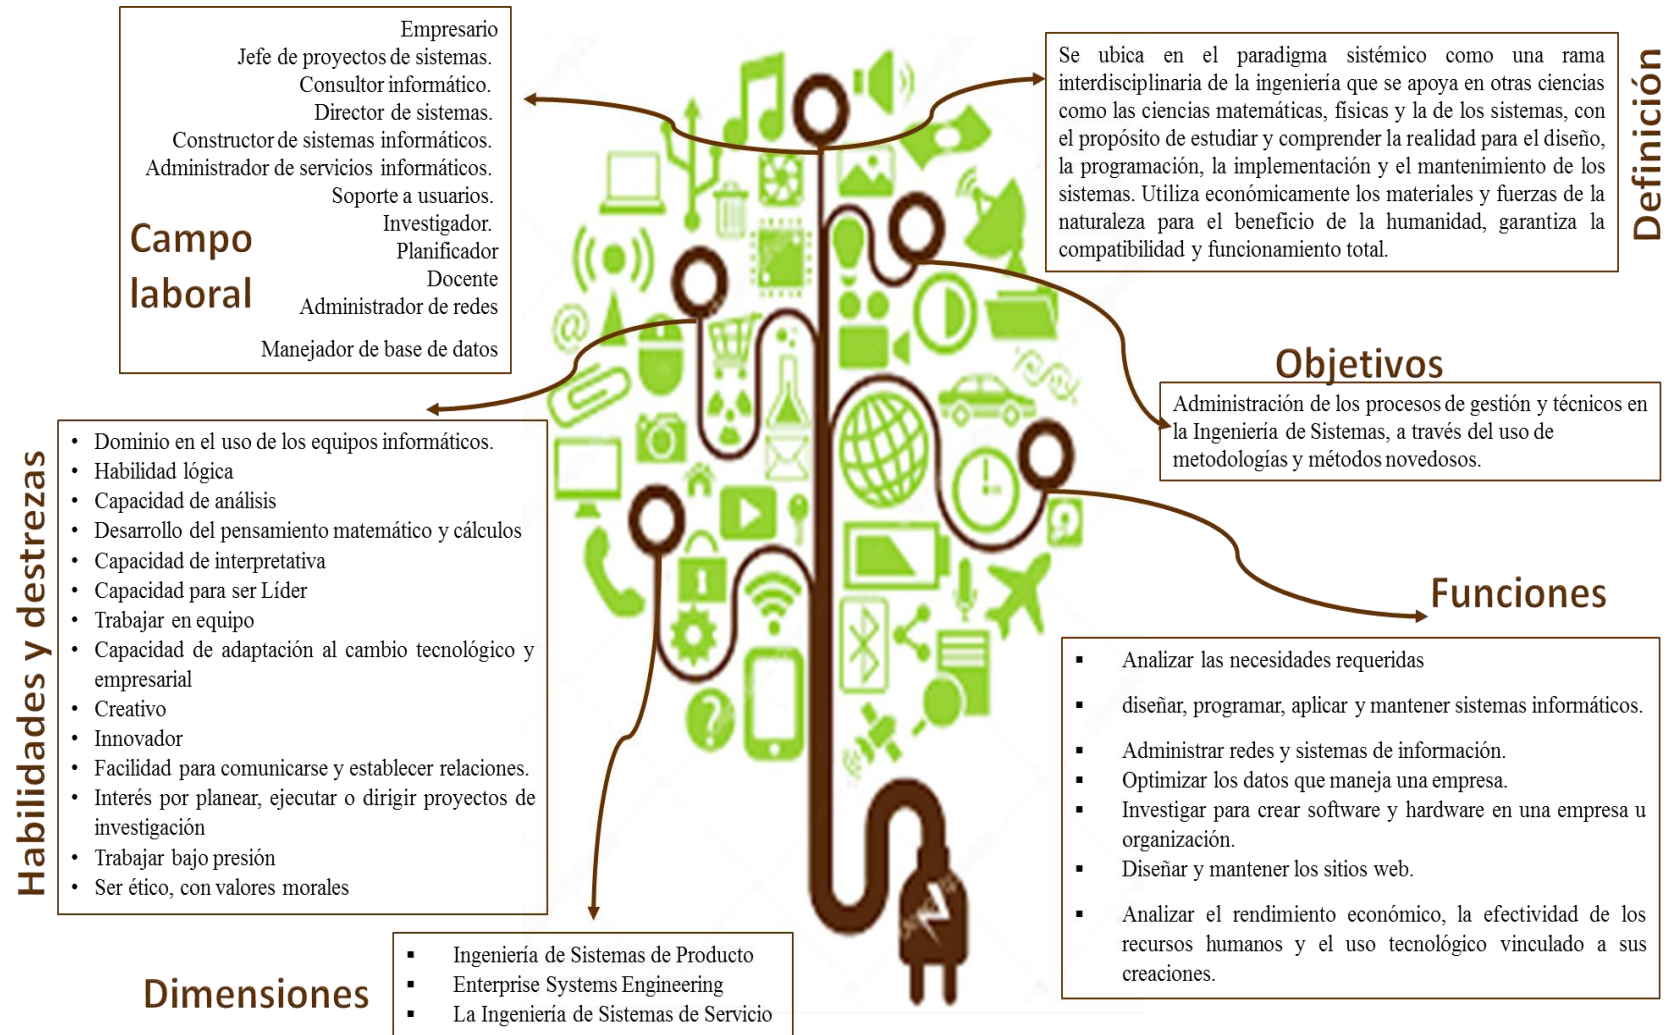 Empresario
Jefe de proyectos de sistemas.
Consultor informático.
Director de sistemas.
Constructor de sistemas informáticos.
Administrador de servicios informáticos.
Soporte a usuarios.
Investigador.
Planificador
Docente
Administrador de redes
Manejador de base de datos
Campo
laboral
Se ubica en el paradigma sistémico como una rama
interdisciplinaria de la ingeniería que se apoya en otras ciencias
como las ciencias matemáticas, físicas y la de los sistemas, con
el propósito de estudiar y comprender la realidad para el diseño,
la programación, la implementación y el mantenimiento de los
sistemas. Utiliza económicamente los materiales y fuerzas de la
naturaleza para el beneficio de la humanidad, garantiza la
compatibilidad y funcionamiento total.
Definición
Objetivos
Administración de los procesos de gestión y técnicos en
la Ingeniería de Sistemas, a través del uso de
metodologías y métodos novedosos.
Habilidades y destrezas
• Dominio en el uso de los equipos informáticos.
• Habilidad lógica
• Capacidad de análisis
• Desarrollo del pensamiento matemático y cálculos
• Capacidad de interpretativa
• Capacidad para ser Líder
• Trabajar en equipo
• Capacidad de adaptación al cambio tecnológico y
empresarial
• Creativo
• Innovador
• Facilidad para comunicarse y establecer relaciones.
• Interés por planear, ejecutar o dirigir proyectos de
investigación
• Trabajar bajo presión
• Ser ético, con valores morales
Funciones
▪ Analizar las necesidades requeridas
▪ diseñar, programar, aplicar y mantener sistemas informáticos.
▪ Administrar redes y sistemas de información.
▪ Optimizar los datos que maneja una empresa.
▪ Investigar para crear software y hardware en una empresa u
organización.
▪ Diseñar y mantener los sitios web.
▪ Analizar el rendimiento económico, la efectividad de los
recursos humanos y el uso tecnológico vinculado a sus
creaciones.
Dimensiones
▪ Ingeniería de Sistemas de Producto
▪ Enterprise Systems Engineering
▪ La Ingeniería de Sistemas de Servicio
@
?